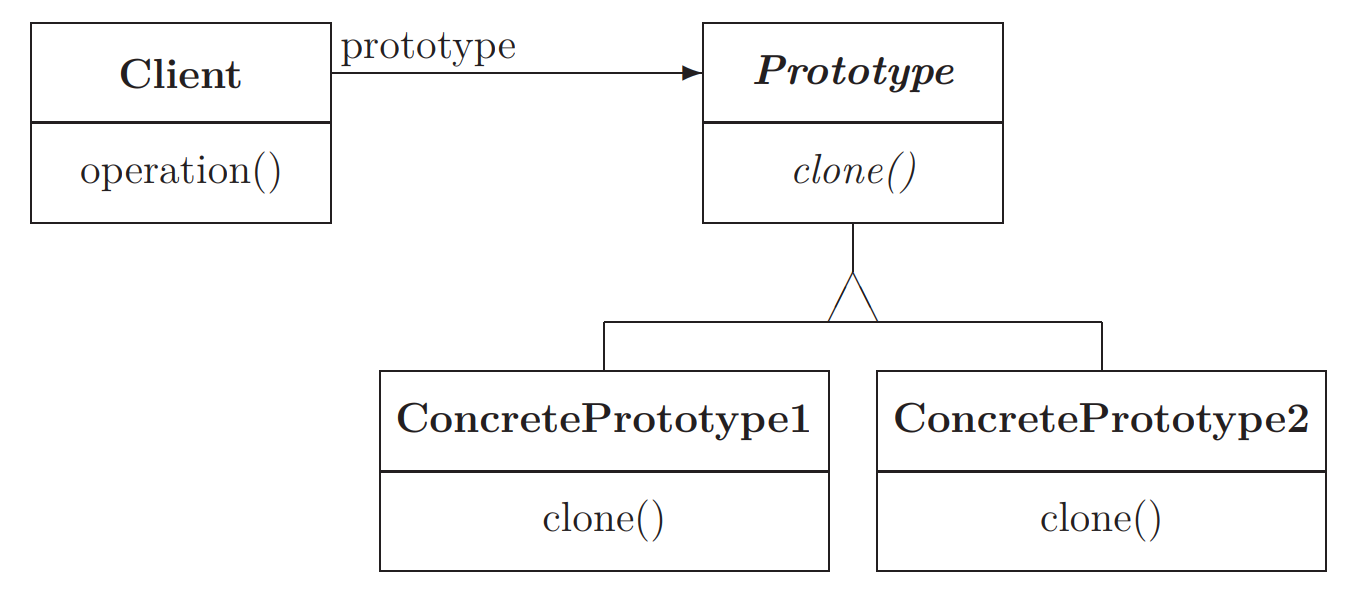 Client
prototype
Prototype
operation()
clone()
ConcretePrototype1
ConcretePrototype2
clone()
clone()